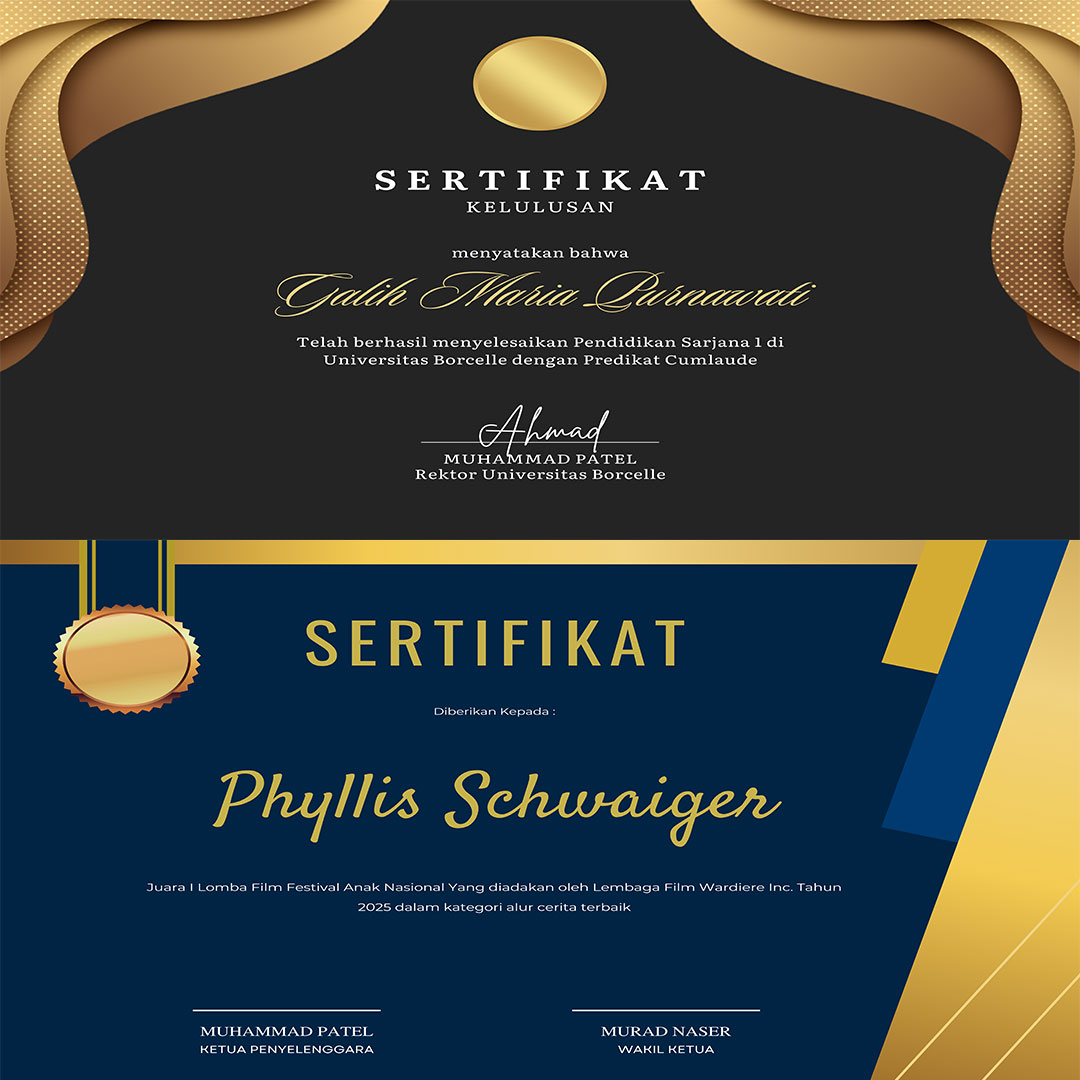 SERTIFIKAT
KELULUSAN
menyatakan bahwa
Galih Maria Purnawati
Telah berhasil menyelesaikan Pendidikan Sarjana 1 di
Universitas Borcelle dengan Predikat Cumlaude
Ahmad
MUHAMMAD PATEL
Rektor Universitas Borcelle
SERTIFIKAT
Diberikan Kepada :
Phyllis Schwaiger
Juara I Lomba Film Festival Anak Nasional Yang diadakan oleh Lembaga Film Wardiere Inc. Tahun
2025 dalam kategori alur cerita terbaik
MUHAMMAD PATEL
KETUA PENYELENGGARA
MURAD NASER
WAKIL KETUA